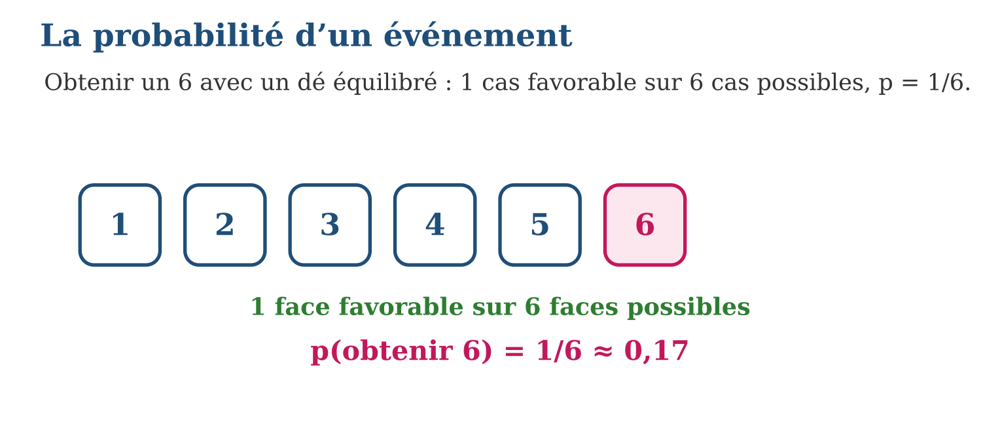 La probabilité d’un événement
Obtenir un 6 avec un dé équilibré : 1 cas favorable sur 6 cas possibles, p = 1/6.
1 2 3 4 5 6
1 face favorable sur 6 faces possibles
p(obtenir 6) = 1/6 ≈ 0,17